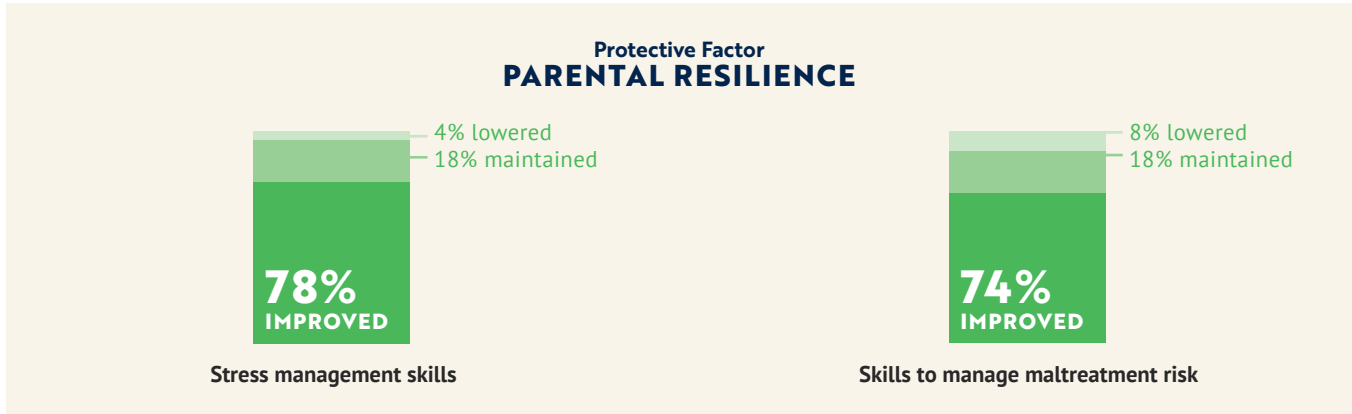 Protective Factor
PARENTAL RESILIENCE
4% lowered
18% maintained
78%
IMPROVED
Stress management skills
8% lowered
18% maintained
74%
IMPROVED
Skills to manage maltreatment risk